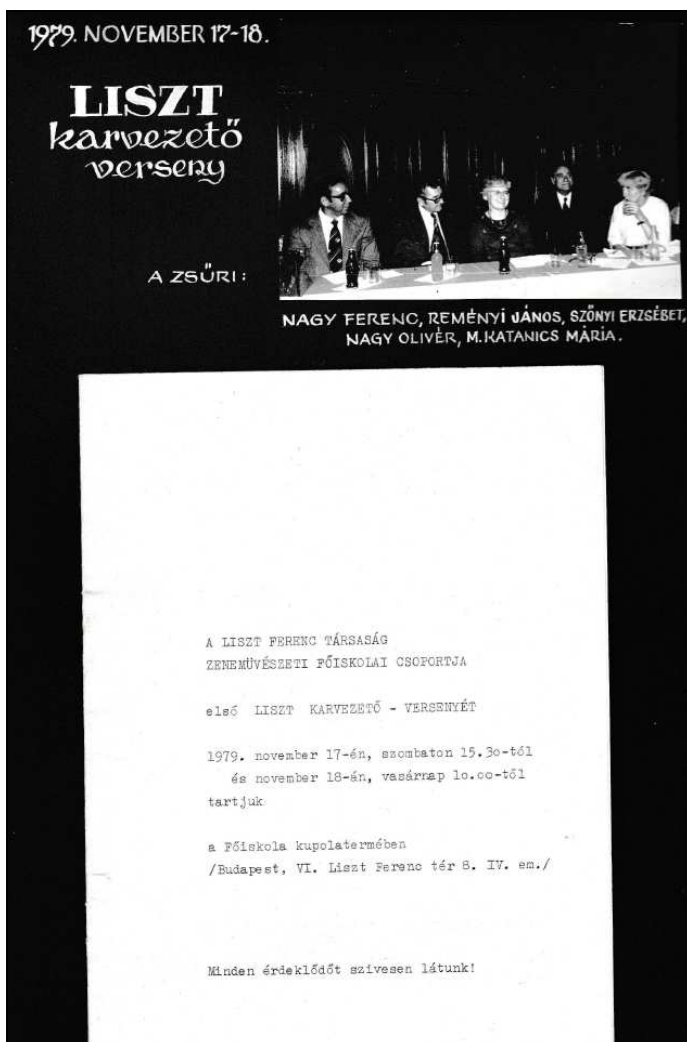 1979. NOVEMBER 17-18.
LISZT
karvezető
verseny
A ZSŰRI:
NAGY FERENC, REMÉNYI JÁNOS, SZŐNYI ERZSÉBET,
NAGY OLIVÉR, M.KATANICS MÁRIA.
A LISZT FERENC TÁRSASÁG
ZENEMŰVÉSZETI FŐISKOLAI CSOPORTJA
első LISZT KARVEZETŐ - VERSENYÉT
1979. november 17-én, szombaton 15.3o-tól
és november 18-án, vasárnap lo.oo-tól
tartjuk
a Főiskola kupolatermében
/Budapest, VI. Liszt Ferenc tér 8. IV. em./
Minden érdeklődőt szivesen látunk!